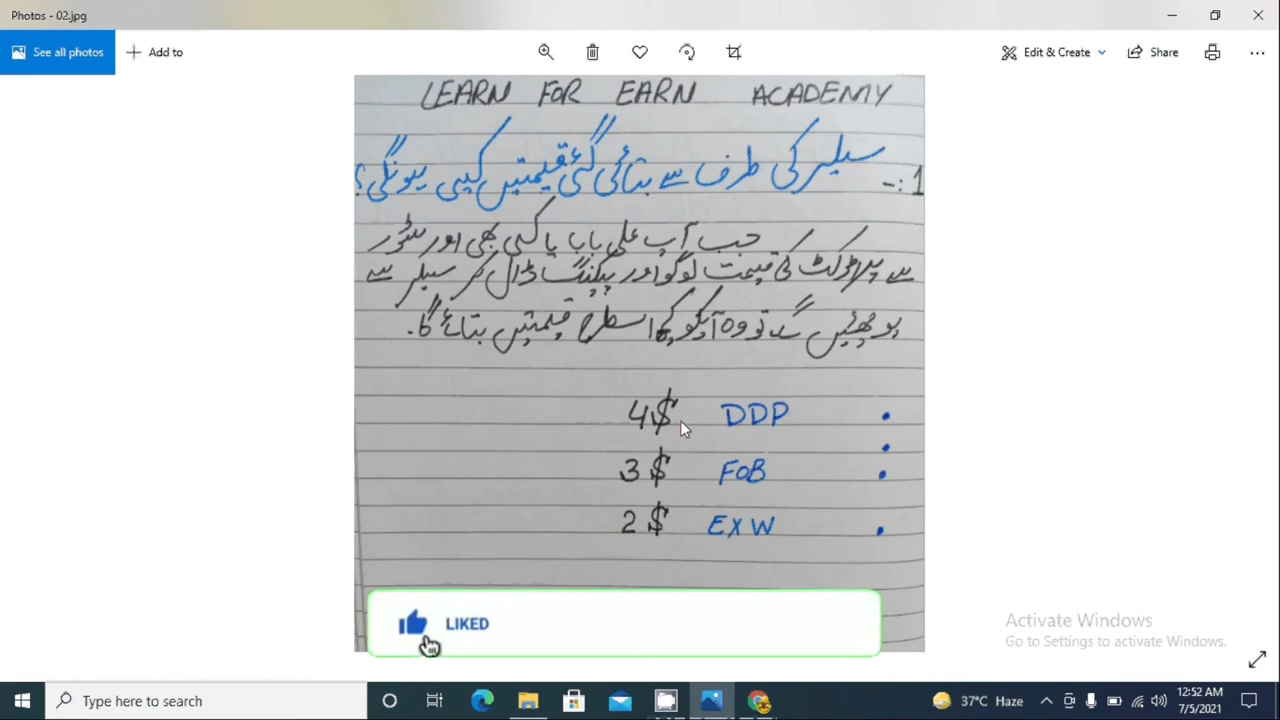 Photos - 02.jpg
See all photos
Add to
Edit & Create
Share
LEARN FOR EARN ACADEMY
1:- سیلر کی طرف سے بتائی گئی قیمتیں کیسی ہونگی؟
جب آپ علی بابا یا کسی بھی اور سٹور
سے پروڈکٹ کی قیمت لوگو اور پیکنگ ڈال کر سیلر سے
پوچھیں گے تو وہ آپکو کچھ اسطرح قیمتیں بتائے گا۔
DDP 4$
FOB 3$
EXW 2$
LIKED
Activate Windows
Go to Settings to activate Windows.
Type here to search
37°C Haze
12:52 AM
7/5/2021